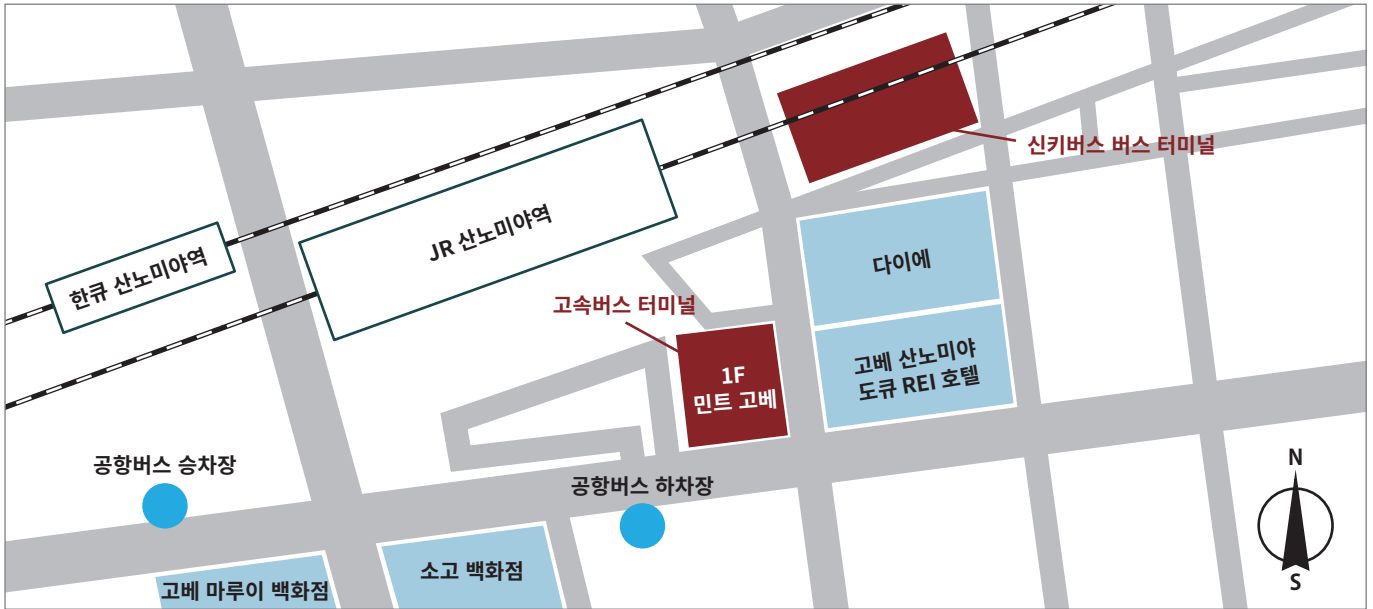 신키버스 버스 터미널
JR 산노미야역
한큐 산노미야역
다이에
고속버스 터미널
고베 산노미야
도큐 REI 호텔
1F
민트 고베
공항버스 승차장
공항버스 하차장
N
S
소고 백화점
고베 마루이 백화점